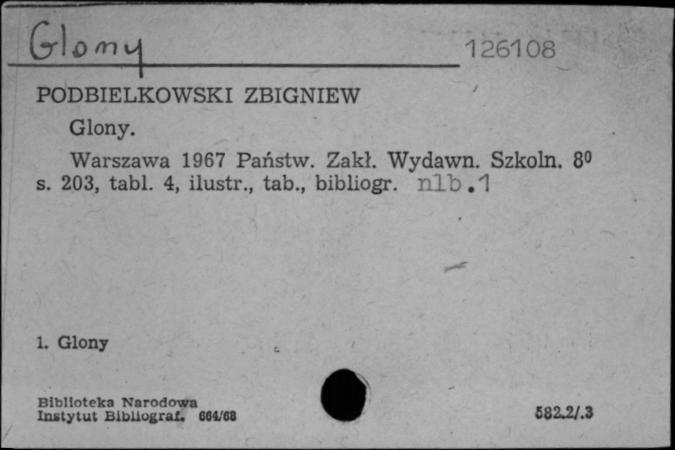 Glony
126108
PODBIELKOWSKI ZBIGNIEW
Glony.
Warszawa 1967 Państw. Zakł. Wydawn. Szkoln. 8⁰
s. 203, tabl. 4, ilustr., tab., bibliogr. nlb.1
1. Glony
Biblioteka Narodowa
Instytut Bibliograf. 664/68
582.2/.3